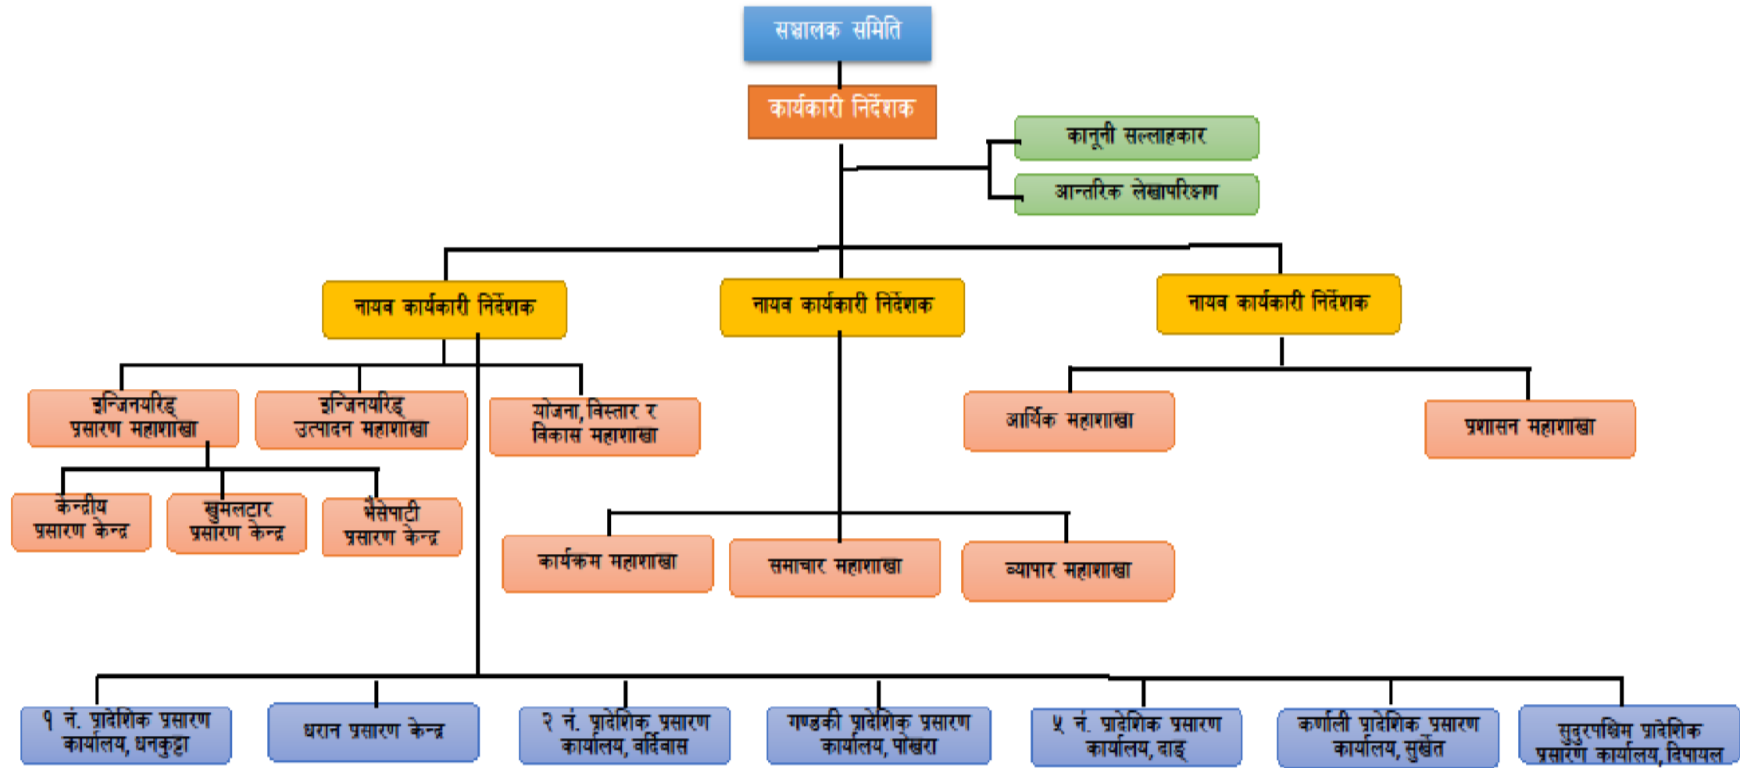 सञ्चालक समिति
कार्यकारी निर्देशक
कानूनी सल्लाहकार
आन्तरिक लेखापरिक्षण
नायव कार्यकारी निर्देशक
नायव कार्यकारी निर्देशक
नायव कार्यकारी निर्देशक
इन्जिनयरिङ्
प्रसारण महाशाखा
इन्जिनयरिङ्
उत्पादन महाशाखा
योजना, विस्तार र
विकास महाशाखा
आर्थिक महाशाखा
प्रशासन महाशाखा
केन्द्रीय
प्रसारण केन्द्र
खुमलटार
प्रसारण केन्द्र
भैसेपाटी
प्रसारण केन्द्र
कार्यक्रम महाशाखा
समाचार महाशाखा
व्यापार महाशाखा
१ नं. प्रादेशिक प्रसारण
कार्यालय, धनकुट्टा
धरान प्रसारण केन्द्र
२ नं. प्रादेशिक प्रसारण
कार्यालय, वर्दिवास
गण्डकी प्रादेशिक प्रसारण
कार्यालय, पोखरा
५ नं. प्रादेशिक प्रसारण
कार्यालय, दाङ्
कर्णाली प्रादेशिक प्रसारण
कार्यालय, सुर्खेत
सुदुरपश्चिम प्रादेशिक
प्रसारण कार्यालय, दिपायल